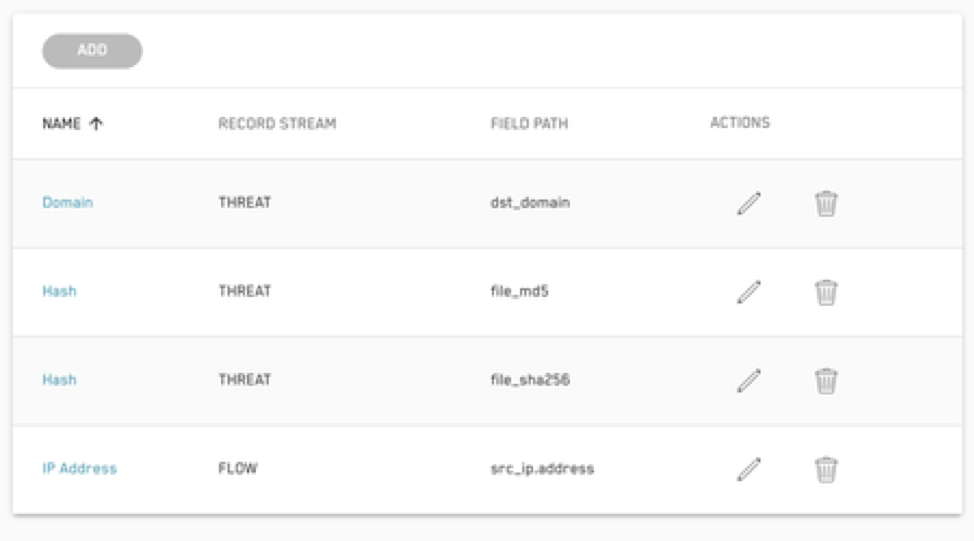 ADD
NAME RECORD STREAM FIELD PATH ACTIONS
Domain THREAT dst_domain
Hash THREAT file_md5
Hash THREAT file_sha256
IP Address FLOW src_ip.address